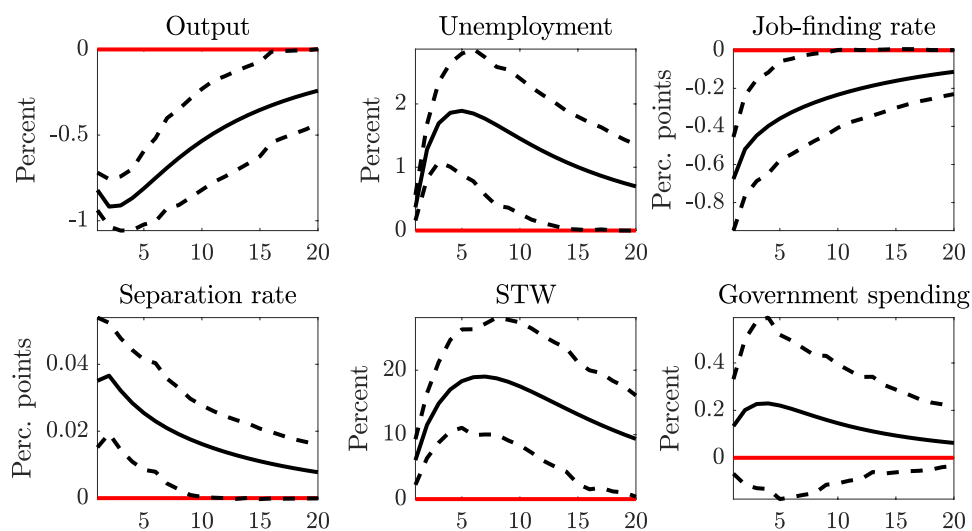 Output
Unemployment
Job-finding rate
Percent
0
-0.5
-1
5 10 15 20
2
1
0
5 10 15 20
Perc. points
0
-0.2
-0.4
-0.6
-0.8
5 10 15 20
Separation rate
STW
Government spending
Perc. points
0.04
0.02
0
5 10 15 20
Percent
20
10
0
5 10 15 20
Percent
0.4
0.2
0
5 10 15 20